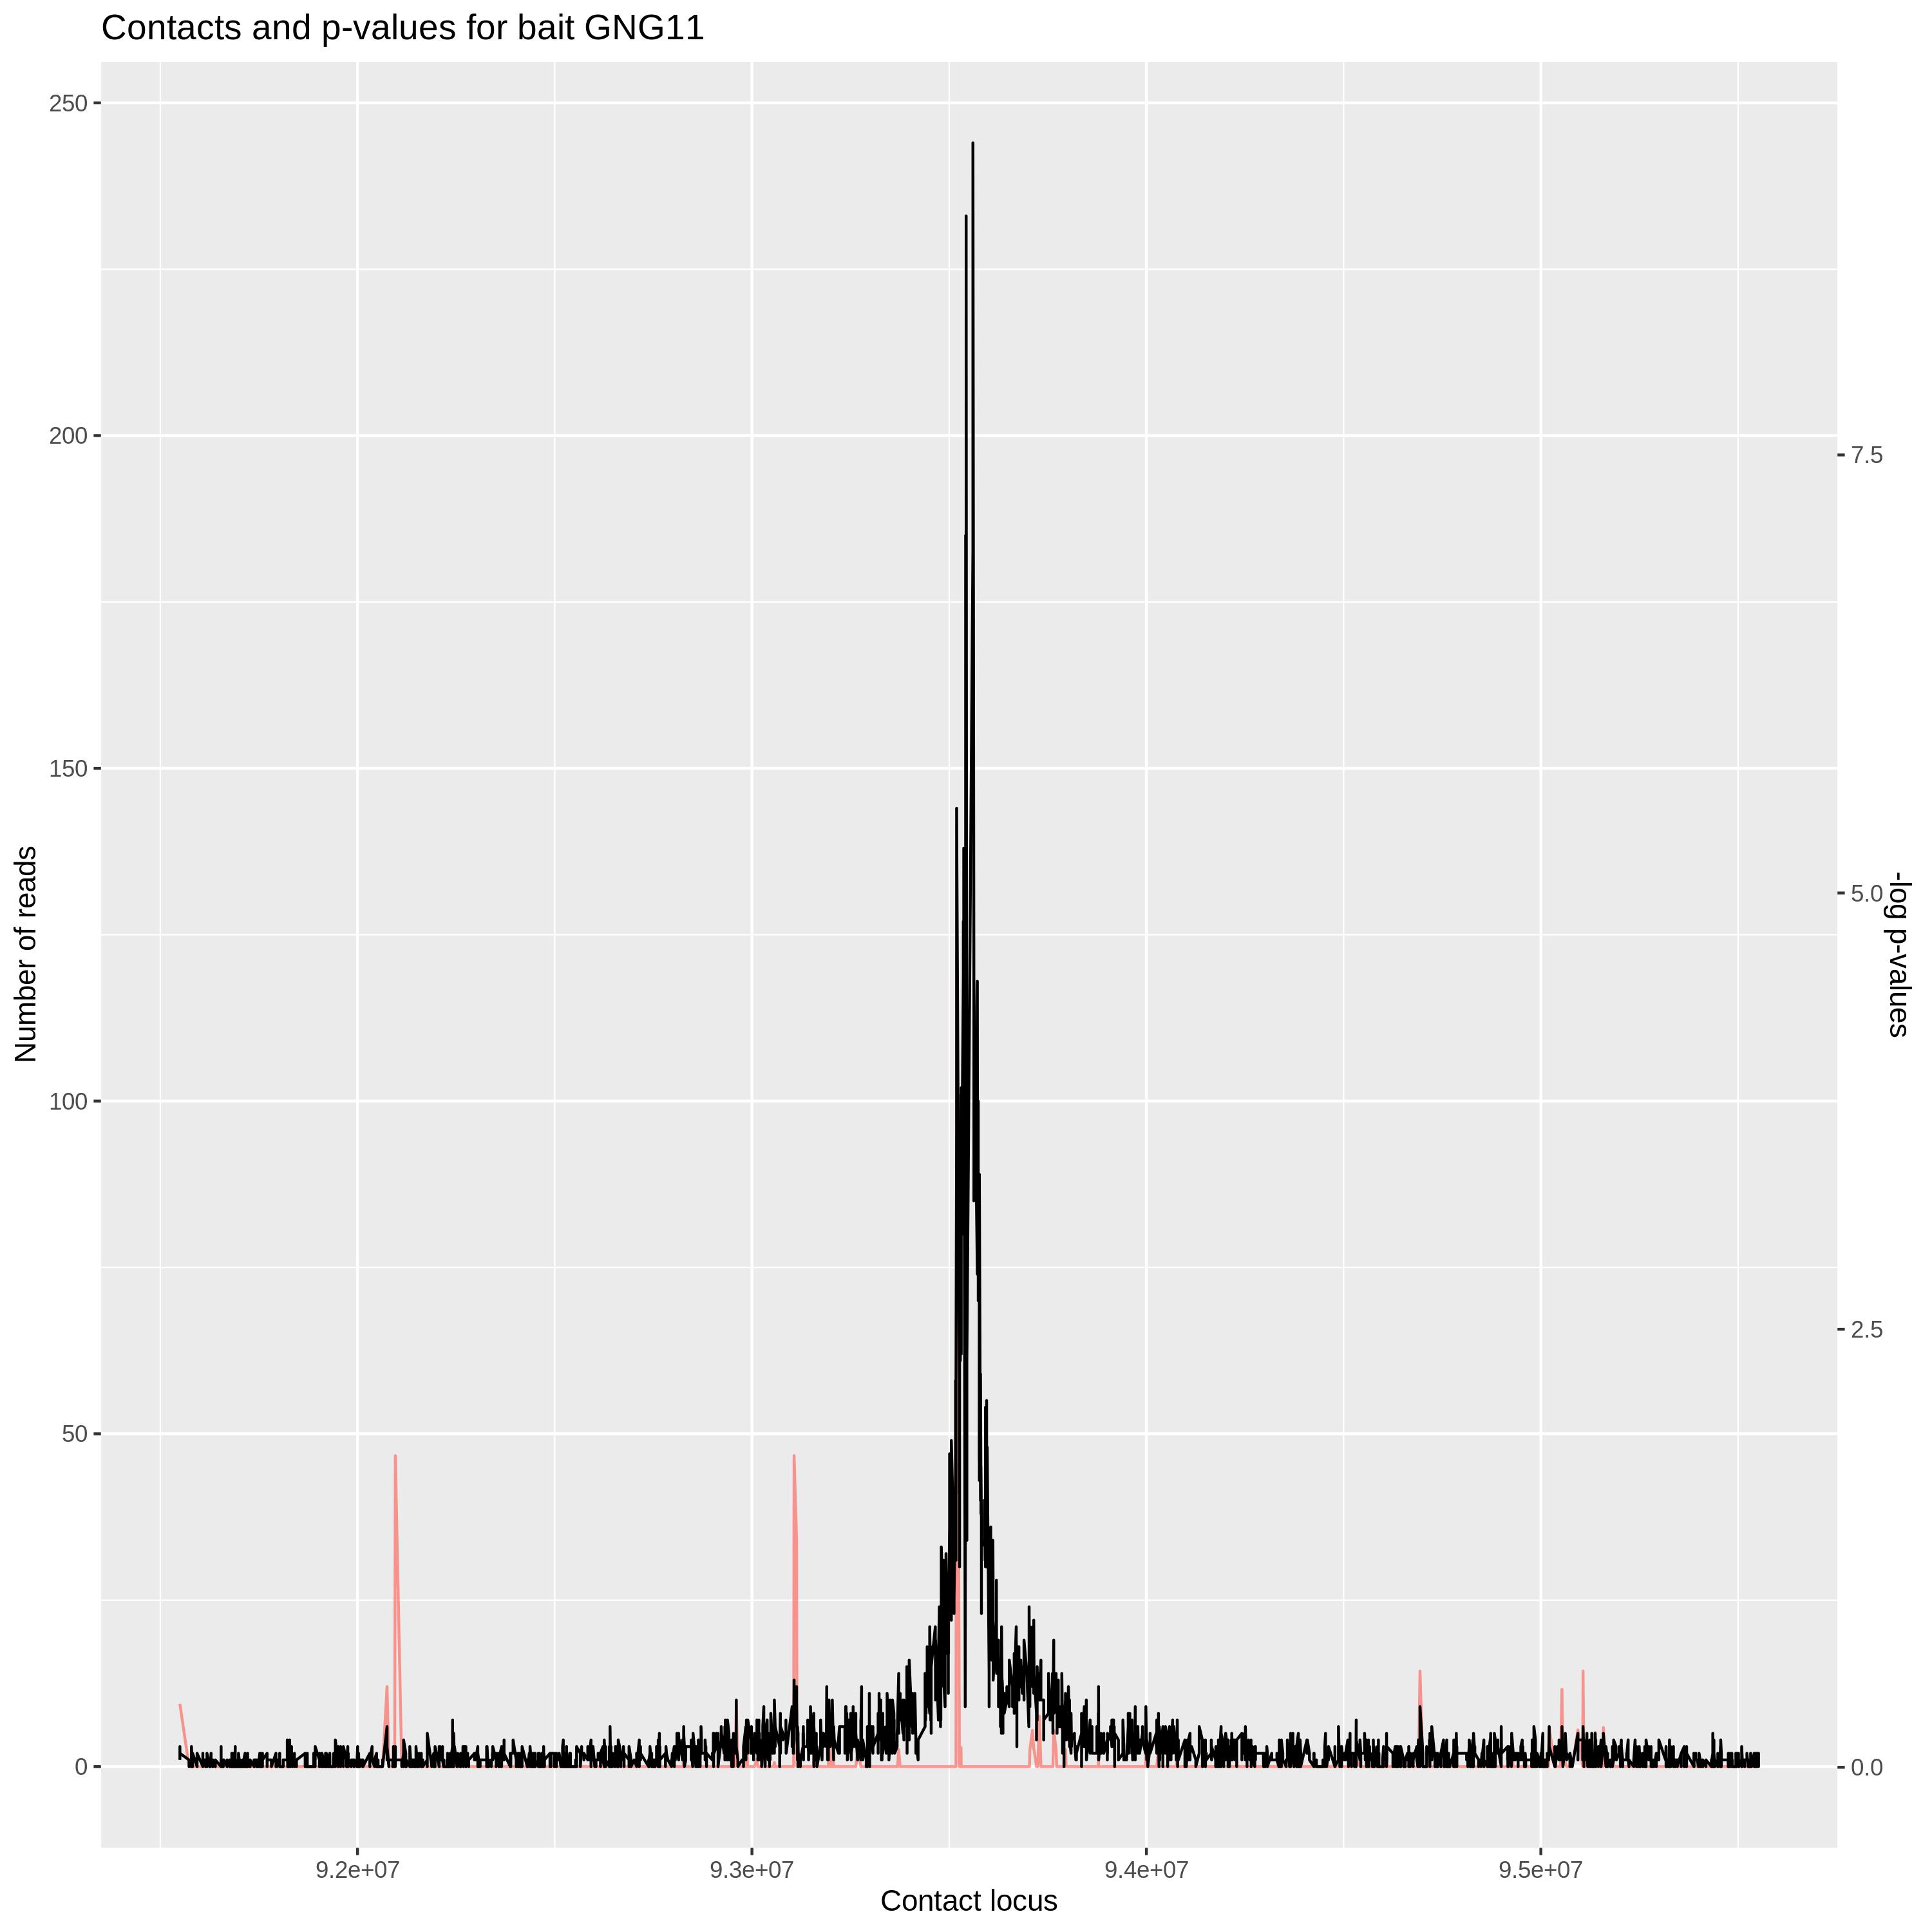 Contacts and p-values for bait GNG11
250
200
150
100
50
0
Number of reads
7.5
5.0
2.5
0.0
-log p-values
9.2e+07
9.3e+07
9.4e+07
9.5e+07
Contact locus